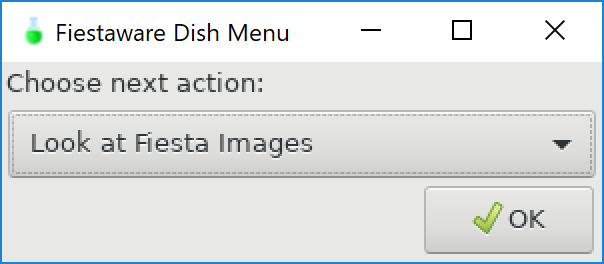 Fiestaware Dish Menu
Choose next action:
Look at Fiesta Images
OK